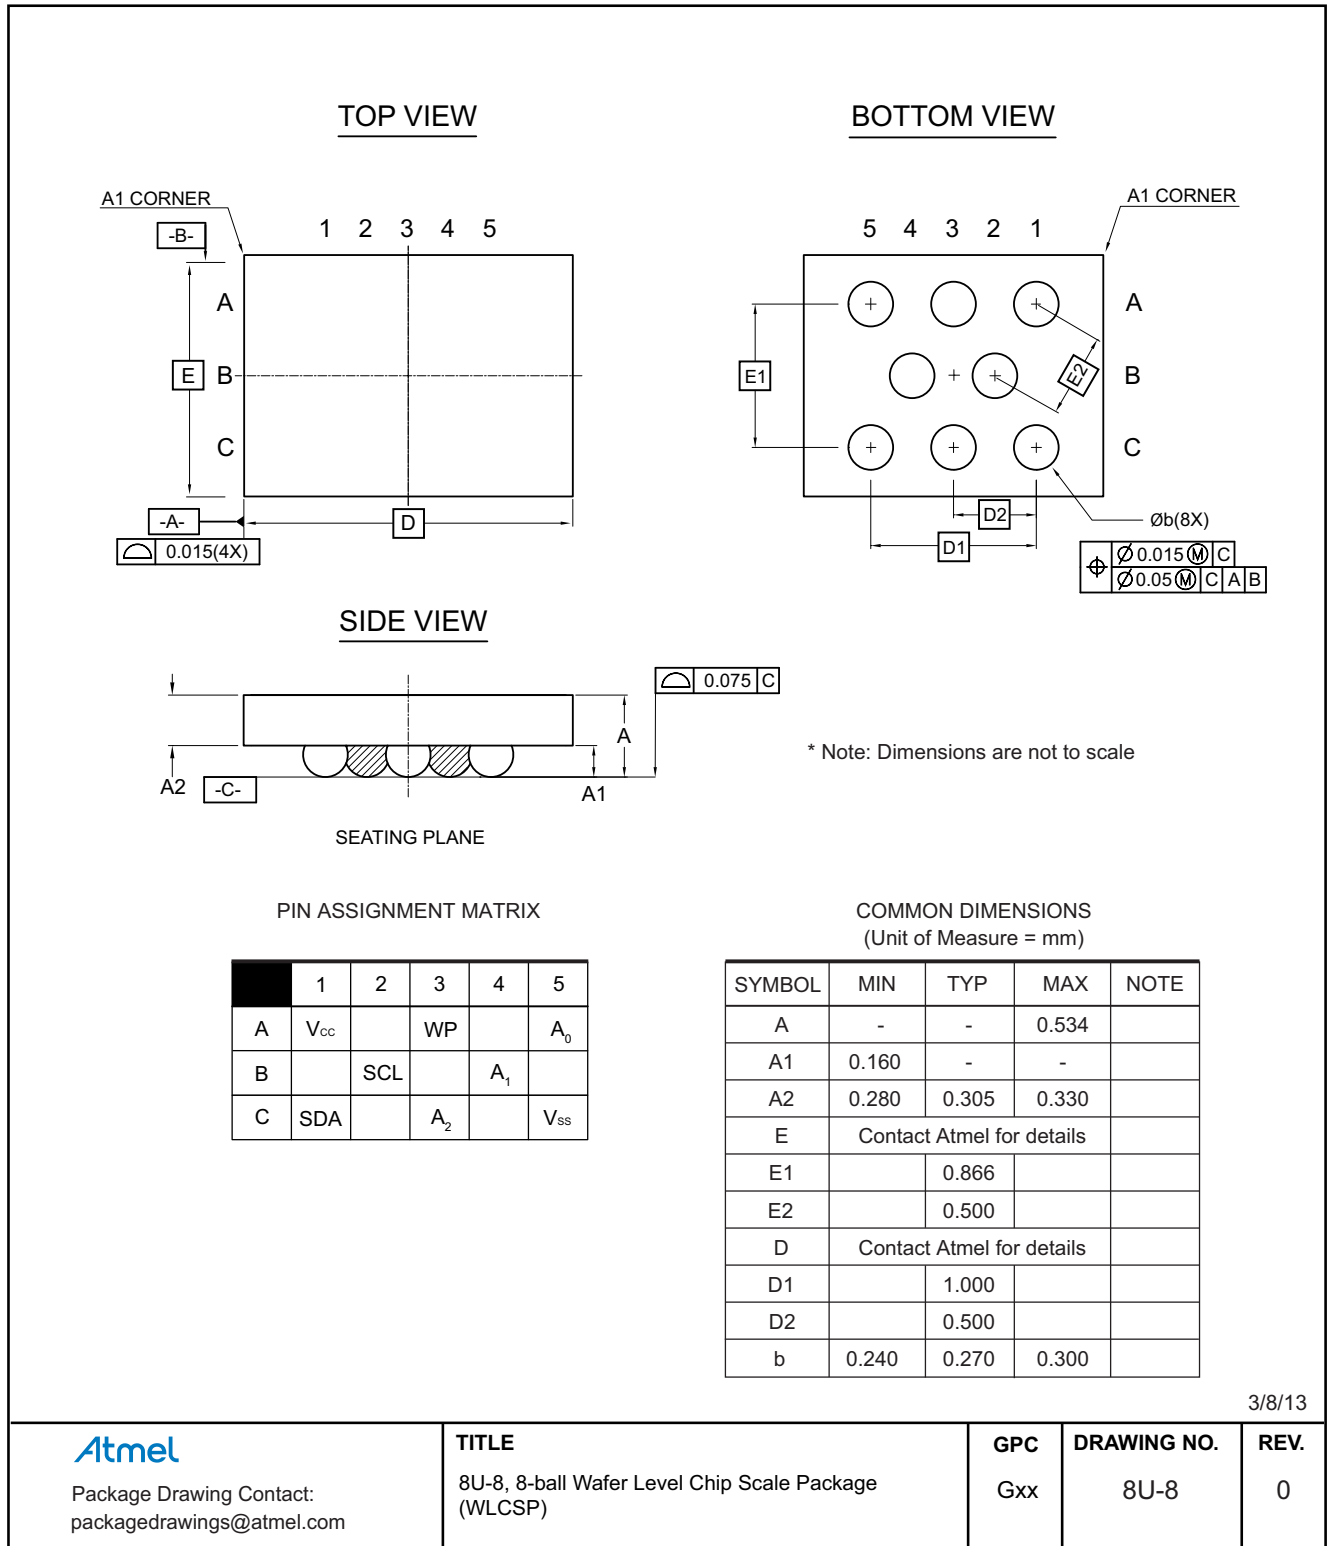 TOP VIEW
BOTTOM VIEW
A1 CORNER
A1 CORNER
-B-
1 2 3 4 5
5 4 3 2 1
A
B
C
E
-A-
D
0.015(4X)
A
B
C
E1
E2
D2
D1
Øb(8X)
Ø 0.015 Ⓜ C
Ø 0.05 Ⓜ C A B
SIDE VIEW
0.075 C
A
A2
-C-
A1
SEATING PLANE
* Note: Dimensions are not to scale
PIN ASSIGNMENT MATRIX
1 2 3 4 5
A VCC WP A0
B SCL A1
C SDA A2 VSS
COMMON DIMENSIONS
(Unit of Measure = mm)
SYMBOL MIN TYP MAX NOTE
A - - 0.534
A1 0.160 - -
A2 0.280 0.305 0.330
E Contact Atmel for details
E1 0.866
E2 0.500
D Contact Atmel for details
D1 1.000
D2 0.500
b 0.240 0.270 0.300
3/8/13
Atmel
Package Drawing Contact:
packagedrawings@atmel.com
TITLE
8U-8, 8-ball Wafer Level Chip Scale Package
(WLCSP)
GPC
Gxx
DRAWING NO.
8U-8
REV.
0